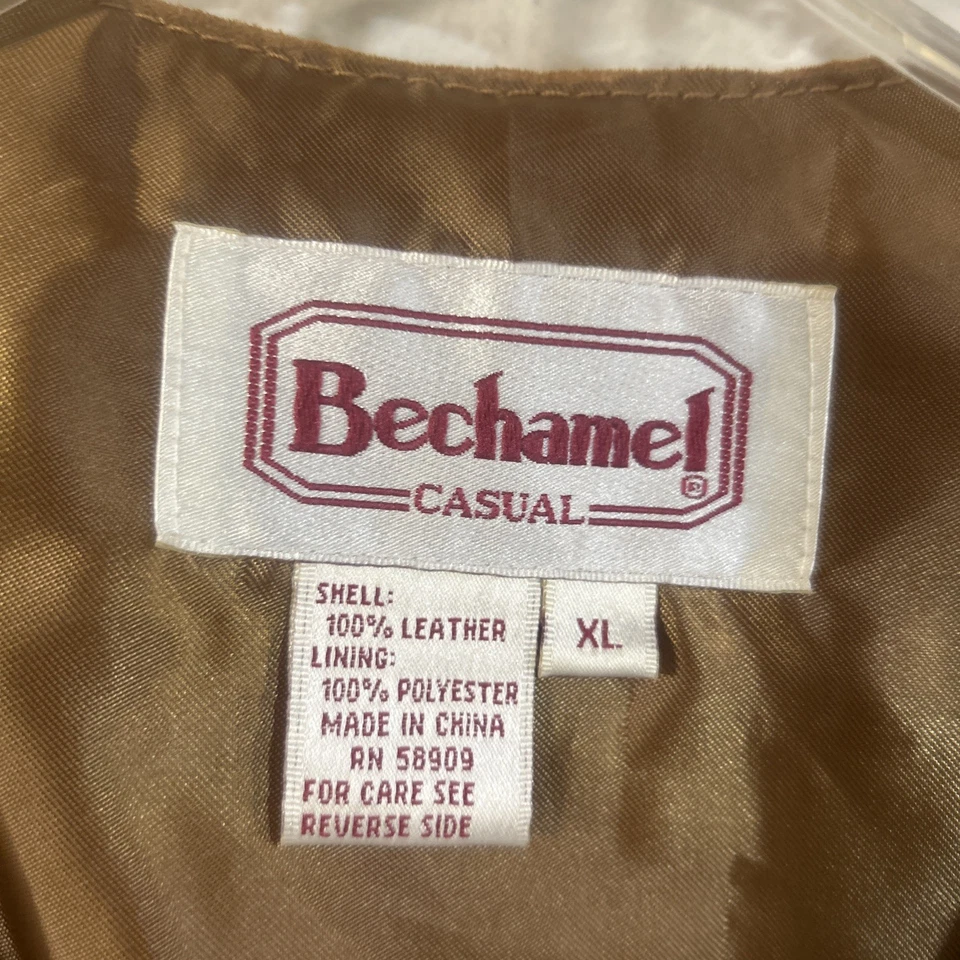 Bechamel®
CASUAL
SHELL:
100% LEATHER
LINING:
100% POLYESTER
MADE IN CHINA
RN 58909
FOR CARE SEE
REVERSE SIDE
XL